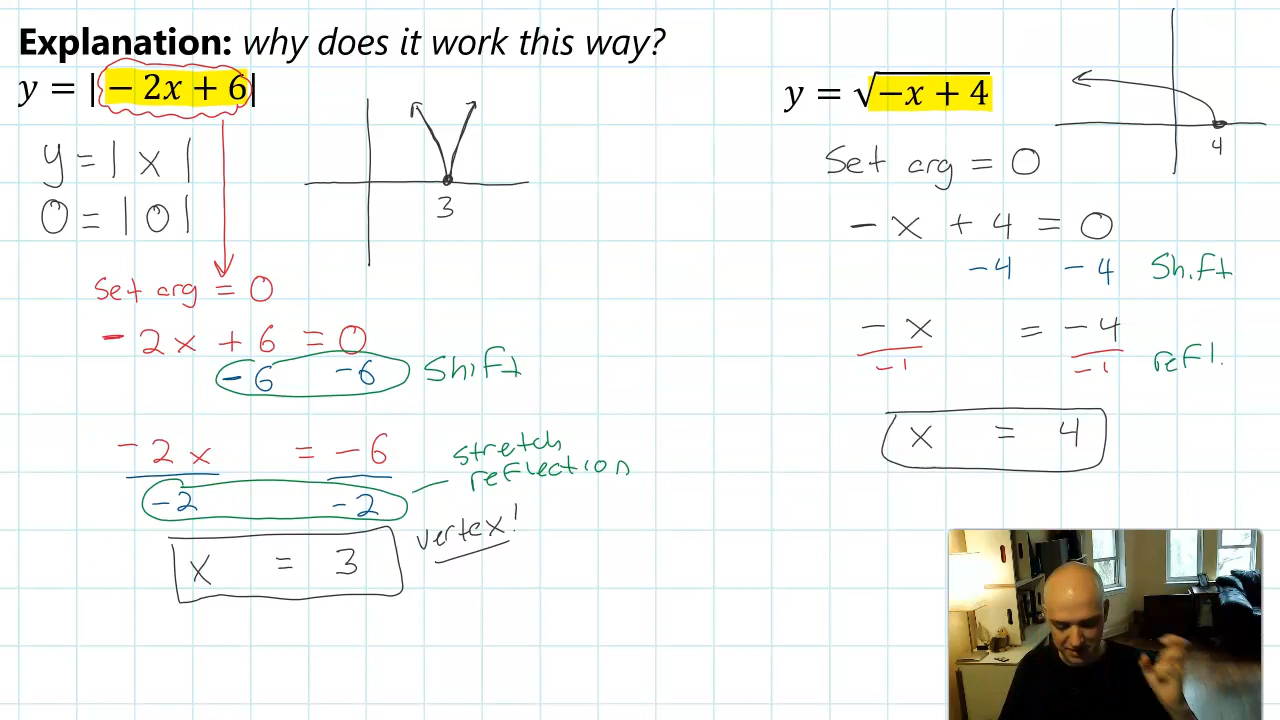 Explanation: why does it work this way?
y = |− 2x + 6|
y = | x |
0 = | 0 |
3
Set arg = 0
- 2x + 6 = 0
- 6 - 6 Shift
- 2x = - 6
stretch
reflection
- 2 - 2
x = 3
vertex!
y = √−x + 4
4
Set arg = 0
- x + 4 = 0
- 4 - 4 Shift
- x = - 4
- 1 - 1 refl.
x = 4